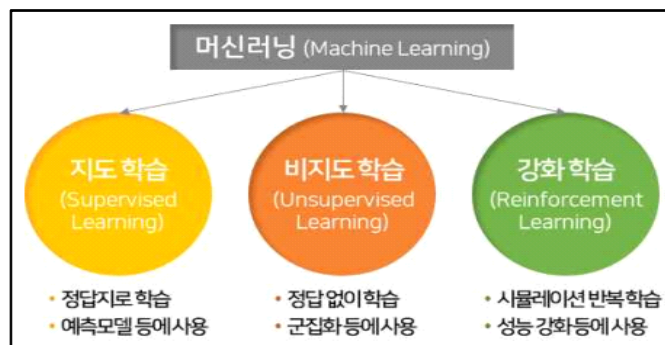 머신러닝 (Machine Learning)
지도 학습
(Supervised
Learning)
비지도 학습
(Unsupervised
Learning)
강화 학습
(Reinforcement
Learning)
• 정답지로 학습
• 예측모델 등에 사용
• 정답 없이 학습
• 군집화 등에 사용
• 시뮬레이션 반복 학습
• 성능 강화 등에 사용